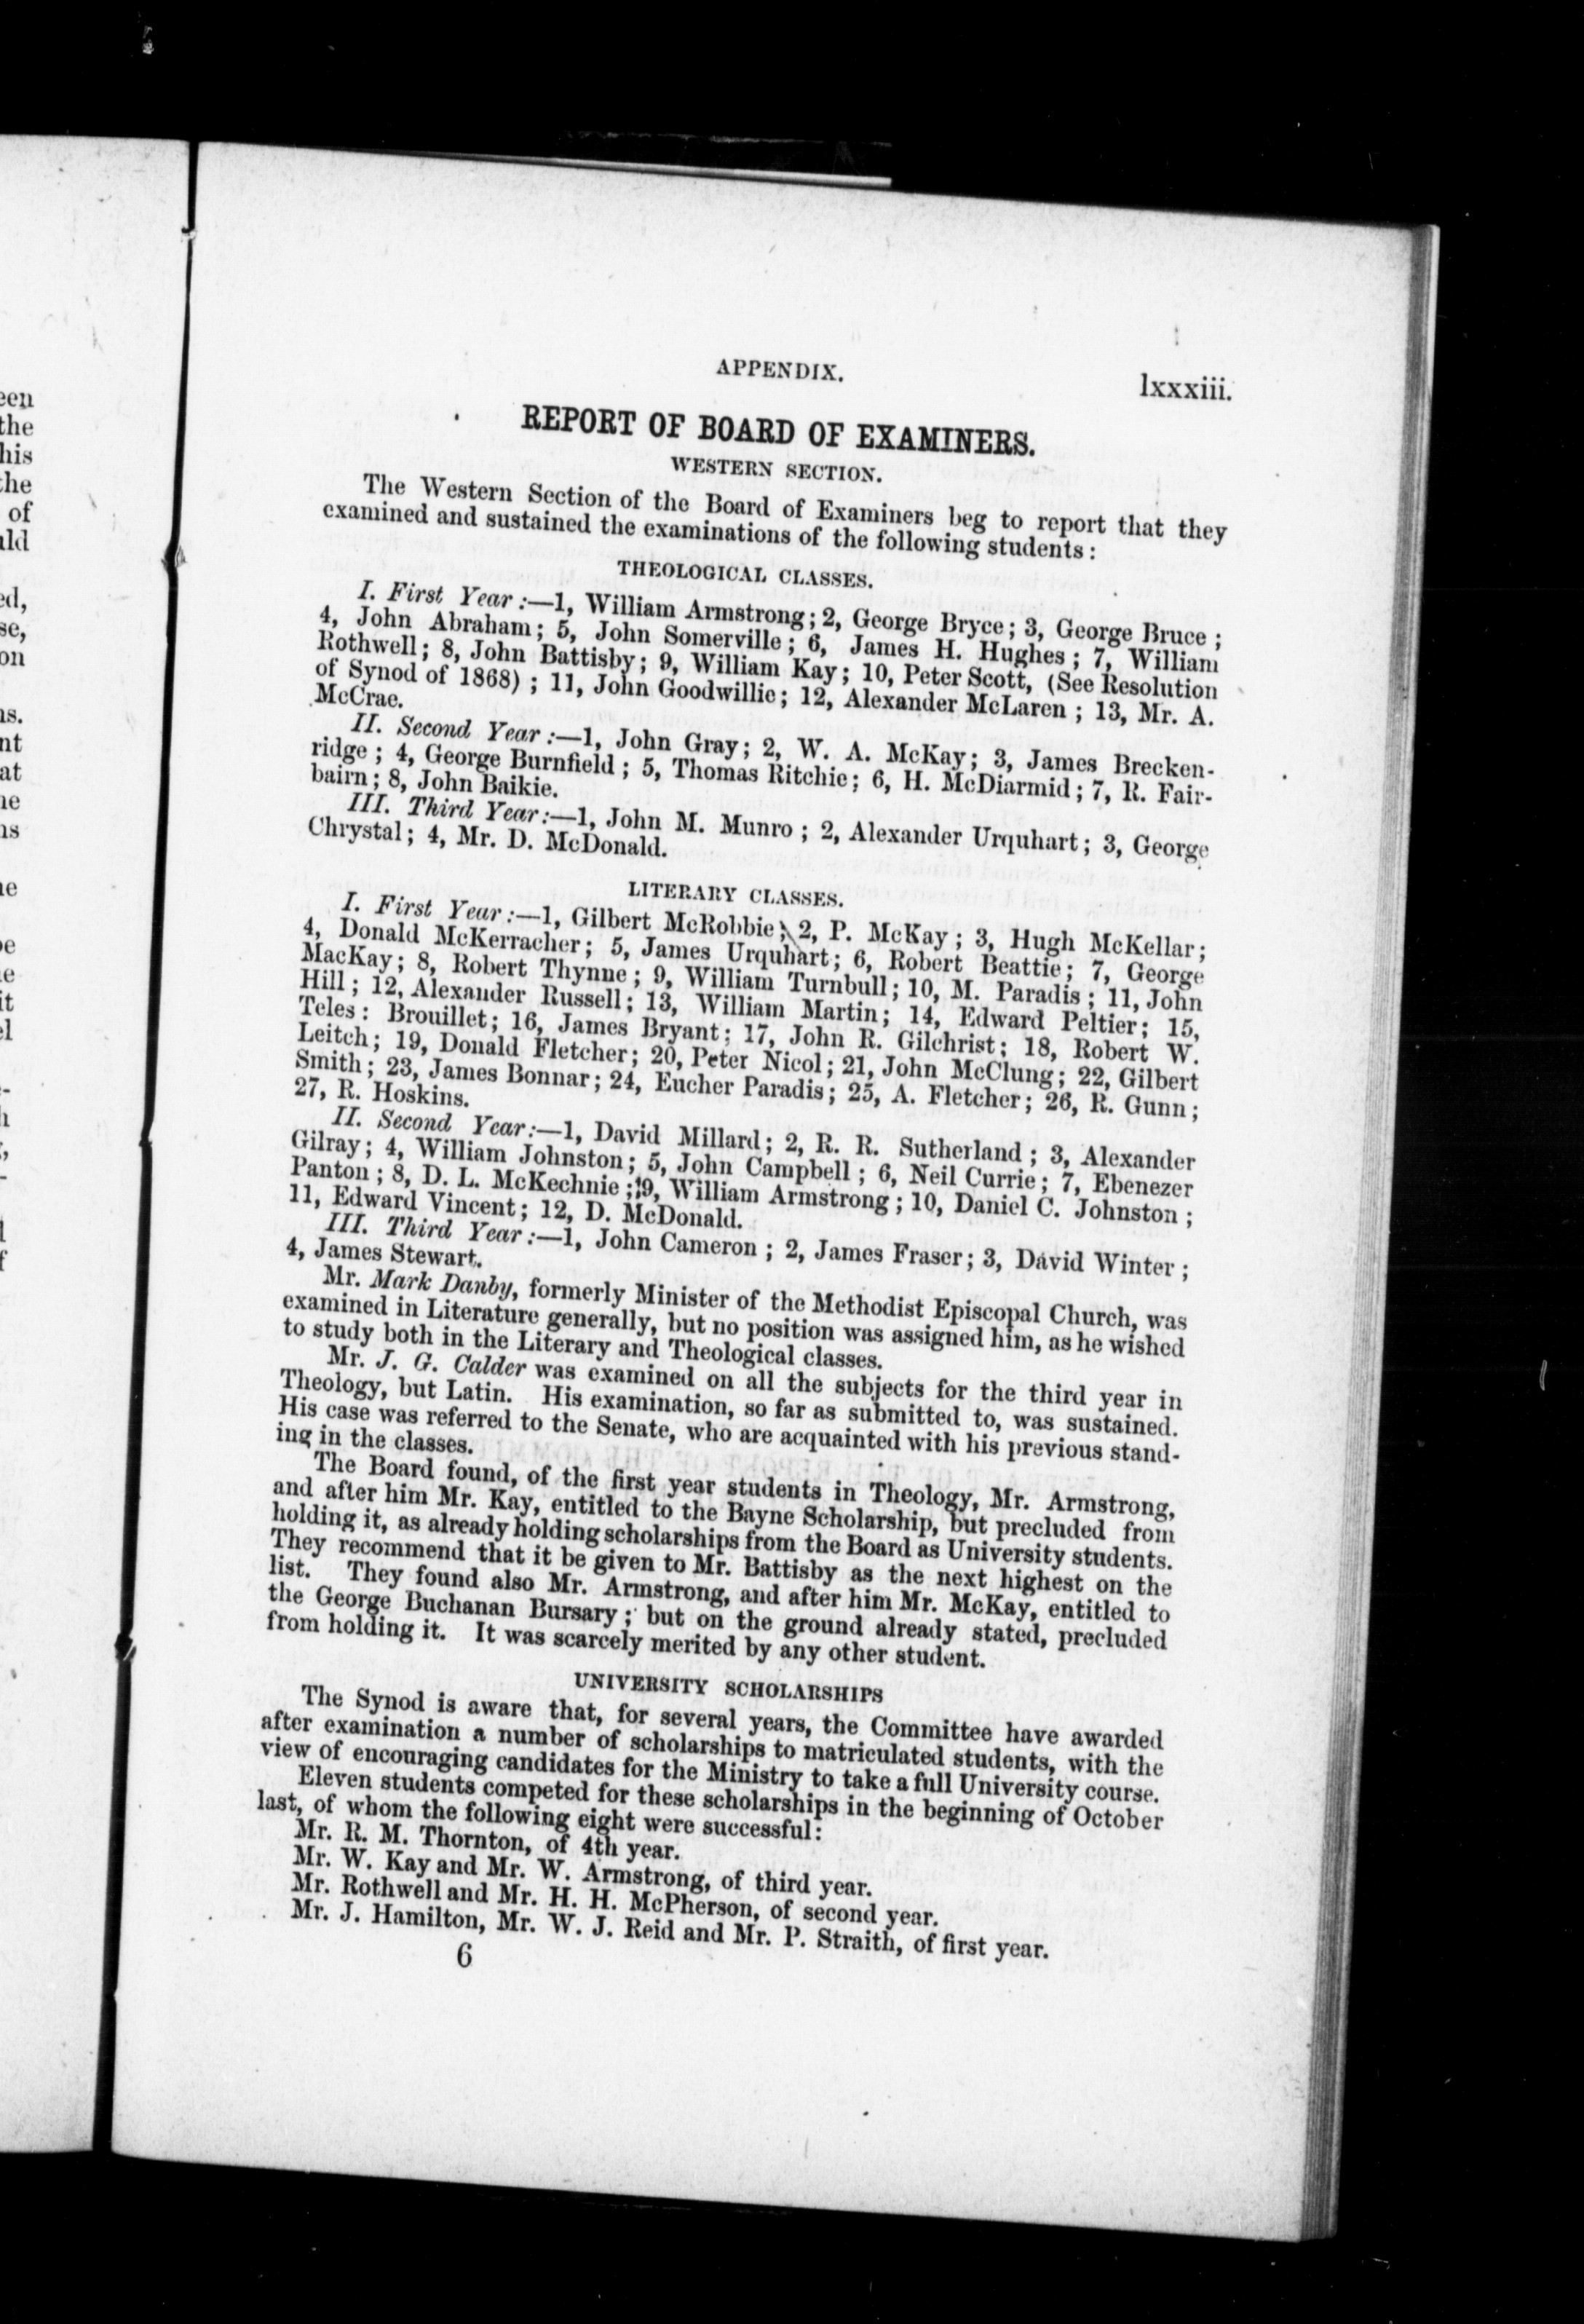 APPENDIX.
lxxxiii.
REPORT OF BOARD OF EXAMINERS.
WESTERN SECTION.
The Western Section of the Board of Examiners beg to report that they
examined and sustained the examinations of the following students :
THEOLOGICAL CLASSES.
I. First Year :—1, William Armstrong ; 2, George Bryce ; 3, George Bruce ;
4, John Abraham ; 5, John Somerville ; 6, James H. Hughes ; 7, William
Rothwell ; 8, John Battisby ; 9, William Kay ; 10, Peter Scott, (See Resolution
of Synod of 1868) ; 11, John Goodwillie ; 12, Alexander McLaren ; 13, Mr. A.
McCrae.
II. Second Year :—1, John Gray ; 2, W. A. McKay ; 3, James Brecken-
ridge ; 4, George Burnfield ; 5, Thomas Ritchie ; 6, H. McDiarmid ; 7, R. Fair-
bairn ; 8, John Baikie.
III. Third Year :—1, John M. Munro ; 2, Alexander Urquhart ; 3, George
Chrystal ; 4, Mr. D. McDonald.
LITERARY CLASSES.
I. First Year :—1, Gilbert McRobbie ; 2, P. McKay ; 3, Hugh McKellar ;
4, Donald McKerracher ; 5, James Urquhart ; 6, Robert Beattie ; 7, George
MacKay ; 8, Robert Thynne ; 9, William Turnbull ; 10, M. Paradis ; 11, John
Hill ; 12, Alexander Russell ; 13, William Martin ; 14, Edward Peltier ; 15,
Teles : Brouillet ; 16, James Bryant ; 17, John R. Gilchrist ; 18, Robert W.
Leitch ; 19, Donald Fletcher ; 20, Peter Nicol ; 21, John McClung ; 22, Gilbert
Smith ; 23, James Bonnar ; 24, Eucher Paradis ; 25, A. Fletcher ; 26, R. Gunn ;
27, R. Hoskins.
II. Second Year :—1, David Millard ; 2, R. R. Sutherland ; 3, Alexander
Gilray ; 4, William Johnston ; 5, John Campbell ; 6, Neil Currie ; 7, Ebenezer
Panton ; 8, D. L. McKechnie ; 9, William Armstrong ; 10, Daniel C. Johnston ;
11, Edward Vincent ; 12, D. McDonald.
III. Third Year :—1, John Cameron ; 2, James Fraser ; 3, David Winter ;
4, James Stewart.
Mr. Mark Danby, formerly Minister of the Methodist Episcopal Church, was
examined in Literature generally, but no position was assigned him, as he wished
to study both in the Literary and Theological classes.
Mr. J. G. Calder was examined on all the subjects for the third year in
Theology, but Latin. His examination, so far as submitted to, was sustained.
His case was referred to the Senate, who are acquainted with his previous stand-
ing in the classes.
The Board found, of the first year students in Theology, Mr. Armstrong,
and after him Mr. Kay, entitled to the Bayne Scholarship, but precluded from
holding it, as already holding scholarships from the Board as University students.
They recommend that it be given to Mr. Battisby as the next highest on the
list. They found also Mr. Armstrong, and after him Mr. McKay, entitled to
the George Buchanan Bursary ; but on the ground already stated, precluded
from holding it. It was scarcely merited by any other student.
UNIVERSITY SCHOLARSHIPS
The Synod is aware that, for several years, the Committee have awarded
after examination a number of scholarships to matriculated students, with the
view of encouraging candidates for the Ministry to take a full University course.
Eleven students competed for these scholarships in the beginning of October
last, of whom the following eight were successful :
Mr. R. M. Thornton, of 4th year.
Mr. W. Kay and Mr. W. Armstrong, of third year.
Mr. Rothwell and Mr. H. H. McPherson, of second year.
Mr. J. Hamilton, Mr. W. J. Reid and Mr. P. Straith, of first year.
6